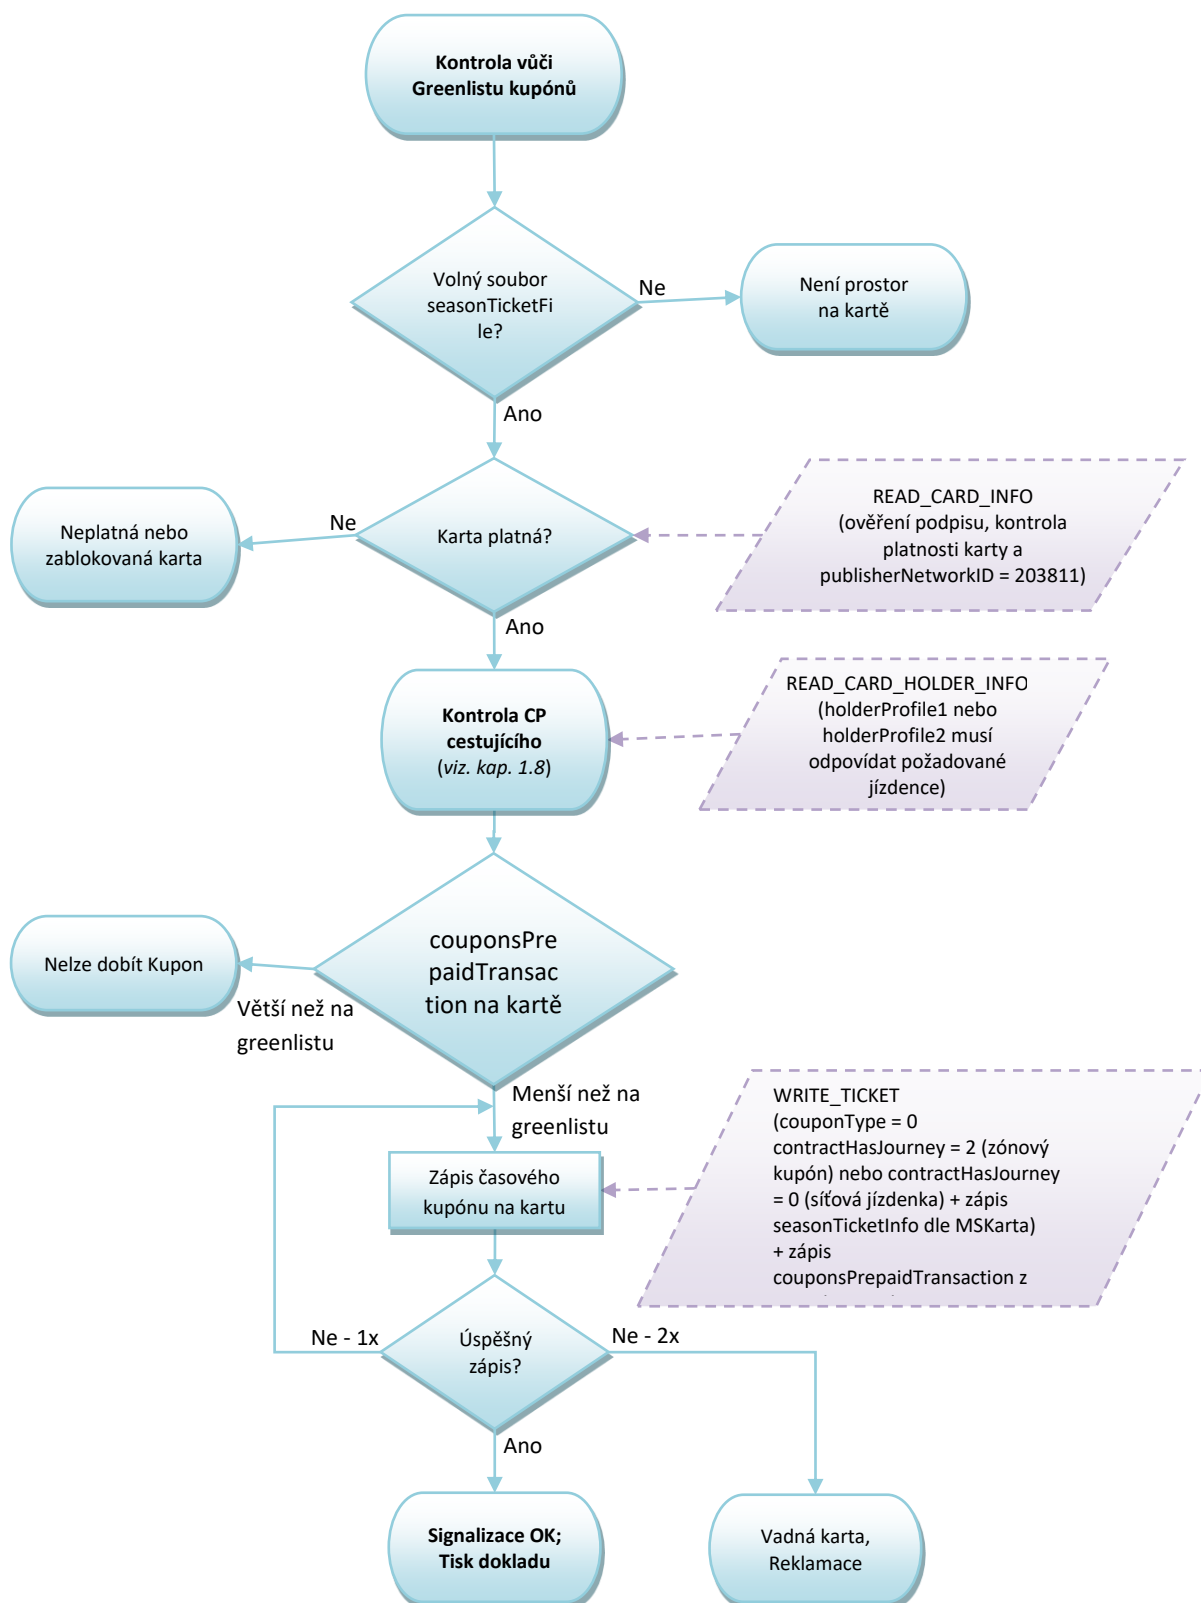 Kontrola vůči
Greenlistu kupónů
Volný soubor
seasonTicketFi
le?
Ne
Není prostor
na kartě
Ano
Neplatná nebo
zablokovaná karta
Ne
Karta platná?
READ_CARD_INFO
(ověření podpisu, kontrola
platnosti karty a
publisherNetworkID = 203811)
Ano
Kontrola CP
cestujícího
(viz. kap. 1.8)
READ_CARD_HOLDER_INFO
(holderProfile1 nebo
holderProfile2 musí
odpovídat požadované
jízdence)
couponsPre
paidTransac
tion na kartě
Nelze dobít Kupon
Větší než na
greenlistu
Menší než na
greenlistu
Zápis časového
kupónu na kartu
WRITE_TICKET
(couponType = 0
contractHasJourney = 2 (zónový
kupón) nebo contractHasJourney
= 0 (síťová jízdenka) + zápis
seasonTicketInfo dle MSKarta)
+ zápis
couponsPrepaidTransaction z
Ne - 1x
Úspěšný
zápis?
Ne - 2x
Ano
Signalizace OK;
Tisk dokladu
Vadná karta,
Reklamace